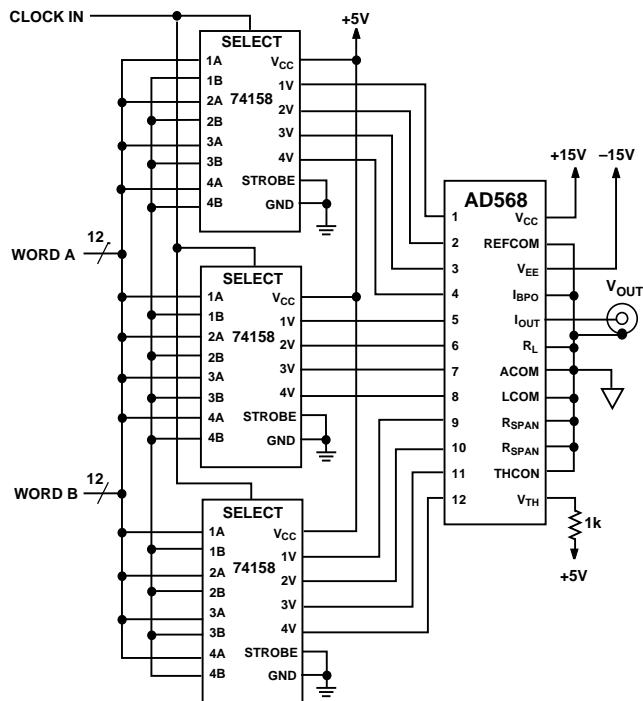 CLOCK IN
+5V
SELECT
1A
1B
2A
2B
3A
3B
4A
4B
74158
VCC
1V
2V
3V
4V
STROBE
GND
12
WORD A
SELECT
1A
1B
2A
2B
3A
3B
4A
4B
74158
VCC
1V
2V
3V
4V
STROBE
GND
12
WORD B
SELECT
1A
1B
2A
2B
3A
3B
4A
4B
74158
VCC
1V
2V
3V
4V
STROBE
GND
+15V
–15V
AD568
1
2
3
4
5
6
7
8
9
10
11
12
VCC
REFCOM
VEE
IBPO
IOUT
RL
ACOM
LCOM
RSPAN
RSPAN
THCON
VTH
VOUT
1k
+5V